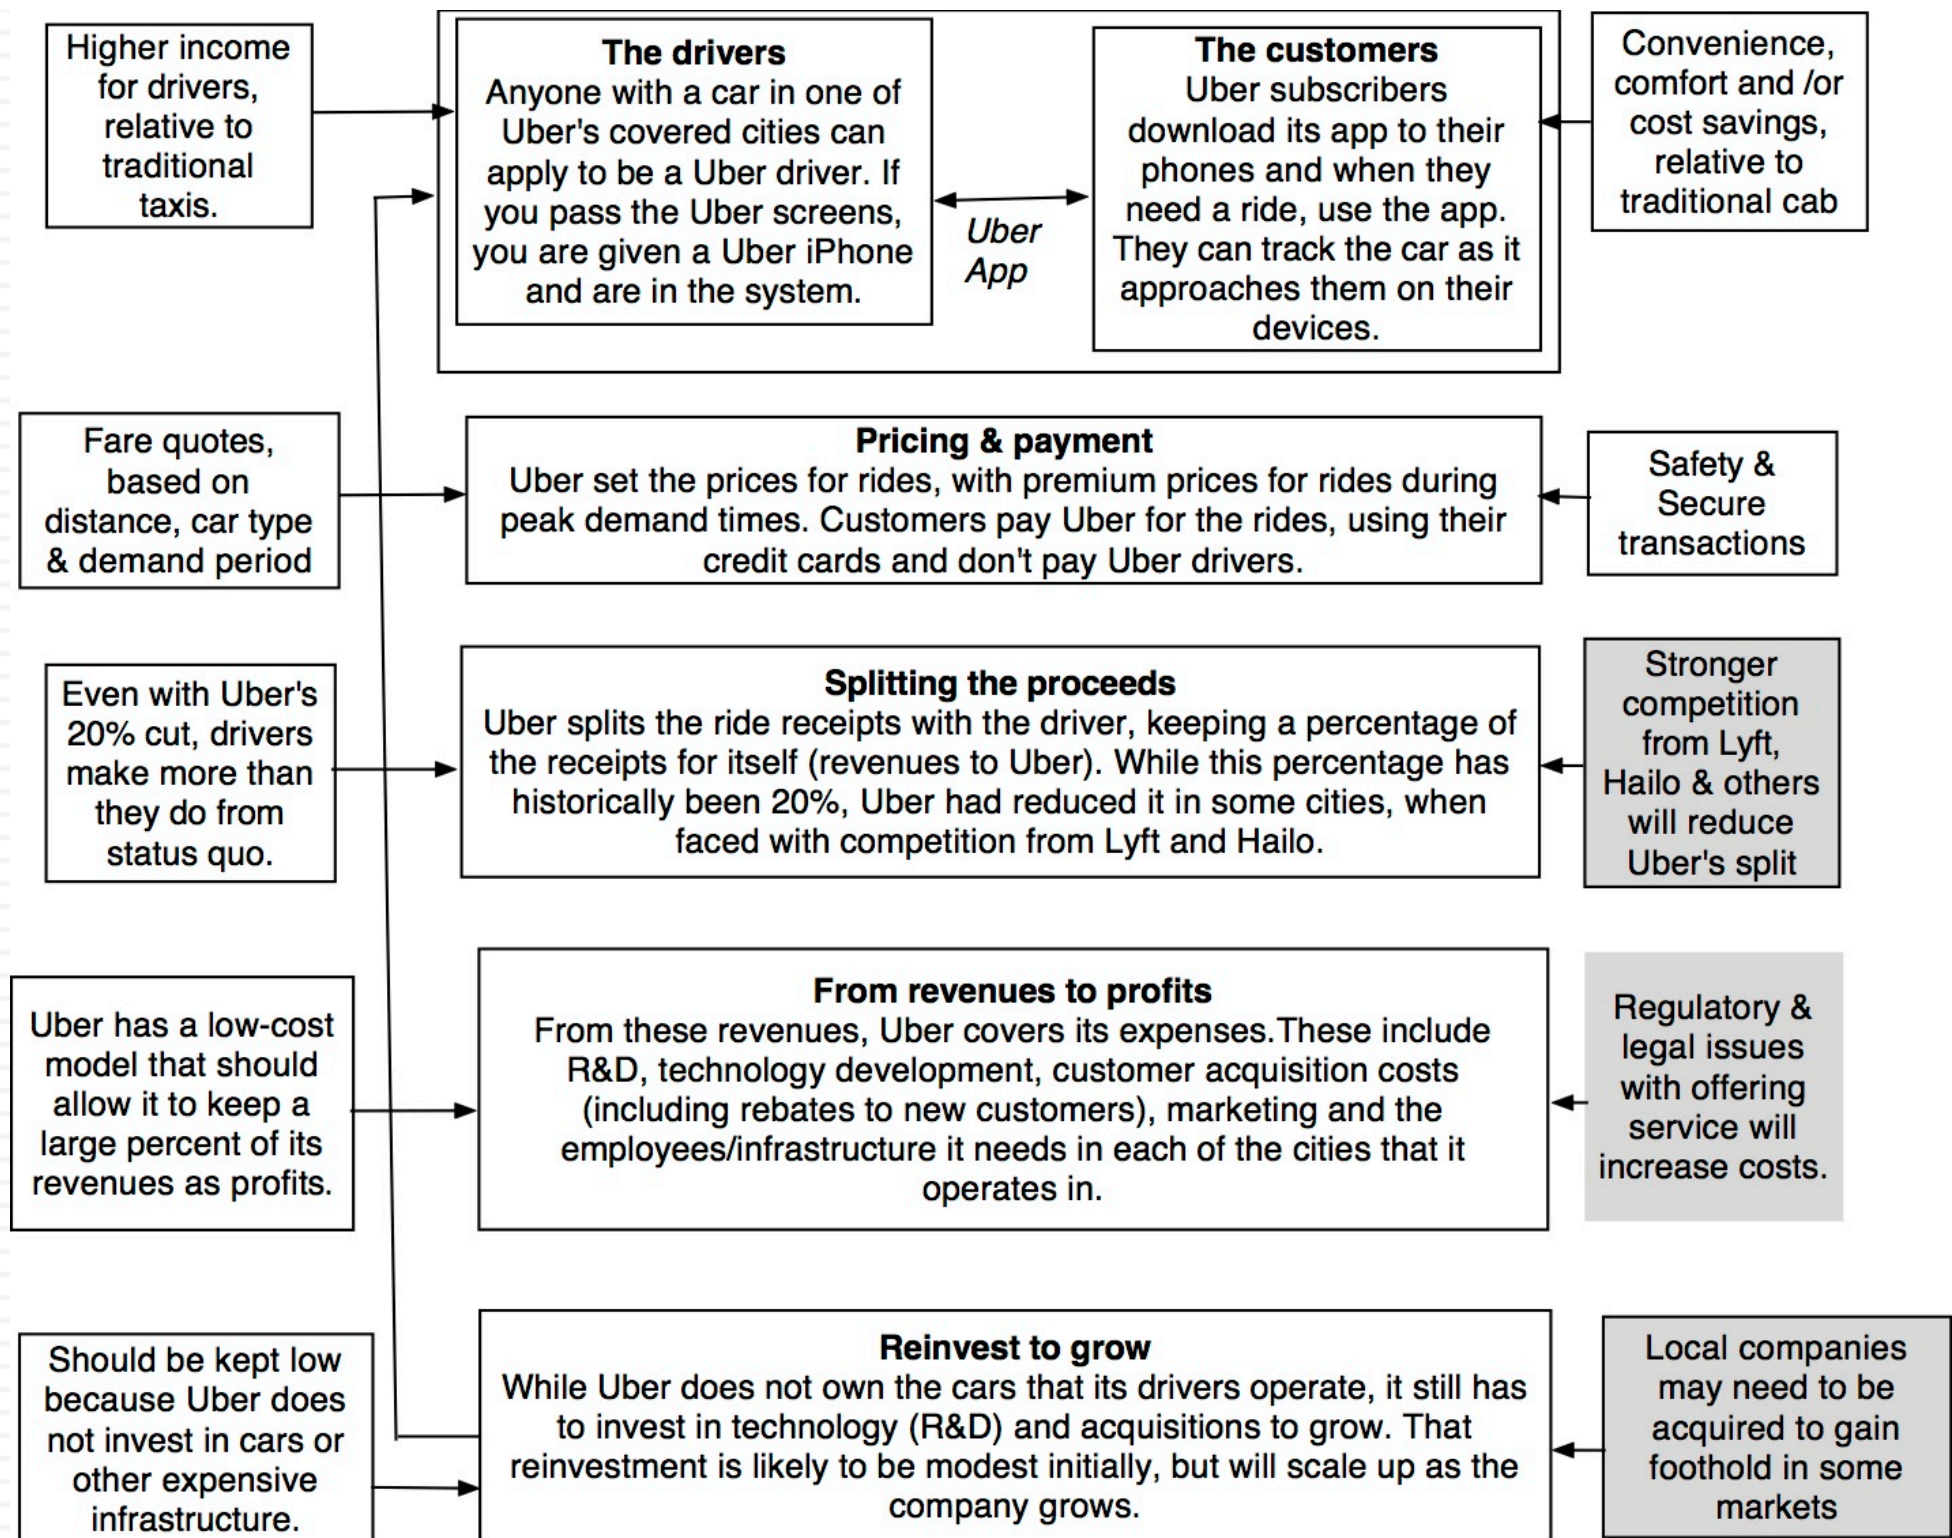 Higher income
for drivers,
relative to
traditional
taxis.
The drivers
Anyone with a car in one of
Uber's covered cities can
apply to be a Uber driver. If
you pass the Uber screens,
you are given a Uber iPhone
and are in the system.
Uber
App
The customers
Uber subscribers
download its app to their
phones and when they
need a ride, use the app.
They can track the car as it
approaches them on their
devices.
Convenience,
comfort and /or
cost savings,
relative to
traditional cab
Fare quotes,
based on
distance, car type
& demand period
Pricing & payment
Uber set the prices for rides, with premium prices for rides during
peak demand times. Customers pay Uber for the rides, using their
credit cards and don't pay Uber drivers.
Safety &
Secure
transactions
Even with Uber's
20% cut, drivers
make more than
they do from
status quo.
Splitting the proceeds
Uber splits the ride receipts with the driver, keeping a percentage of
the receipts for itself (revenues to Uber). While this percentage has
historically been 20%, Uber had reduced it in some cities, when
faced with competition from Lyft and Hailo.
Stronger
competition
from Lyft,
Hailo & others
will reduce
Uber's split
Uber has a low-cost
model that should
allow it to keep a
large percent of its
revenues as profits.
From revenues to profits
From these revenues, Uber covers its expenses.These include
R&D, technology development, customer acquisition costs
(including rebates to new customers), marketing and the
employees/infrastructure it needs in each of the cities that it
operates in.
Regulatory &
legal issues
with offering
service will
increase costs.
Should be kept low
because Uber does
not invest in cars or
other expensive
infrastructure.
Reinvest to grow
While Uber does not own the cars that its drivers operate, it still has
to invest in technology (R&D) and acquisitions to grow. That
reinvestment is likely to be modest initially, but will scale up as the
company grows.
Local companies
may need to be
acquired to gain
foothold in some
markets